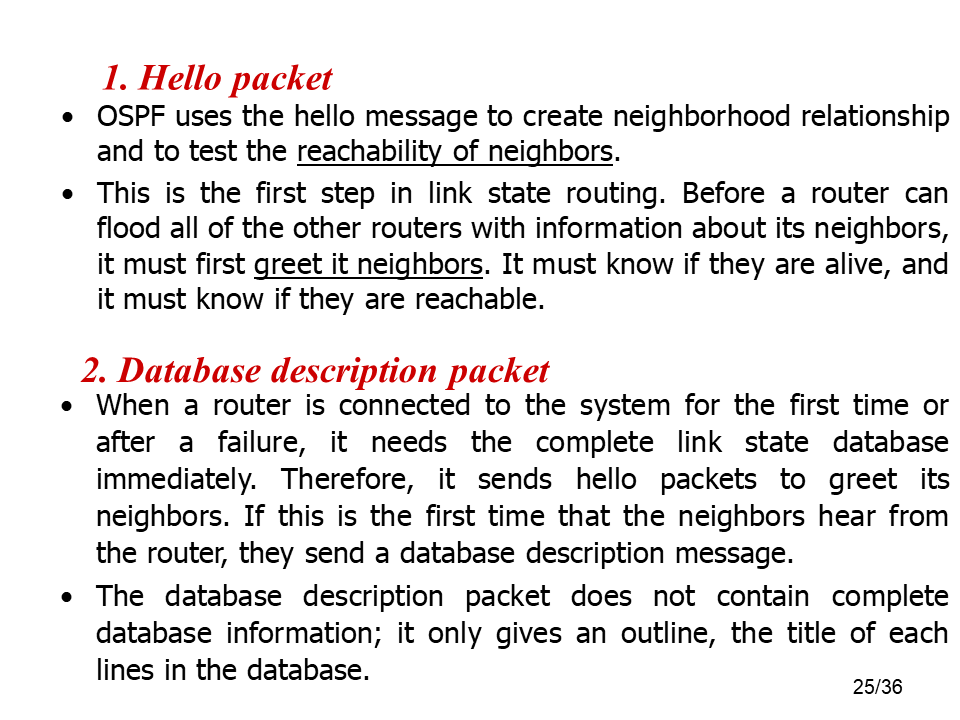 1. Hello packet
• OSPF uses the hello message to create neighborhood relationship
and to test the reachability of neighbors.
• This is the first step in link state routing. Before a router can
flood all of the other routers with information about its neighbors,
it must first greet it neighbors. It must know if they are alive, and
it must know if they are reachable.
2. Database description packet
• When a router is connected to the system for the first time or
after a failure, it needs the complete link state database
immediately. Therefore, it sends hello packets to greet its
neighbors. If this is the first time that the neighbors hear from
the router, they send a database description message.
• The database description packet does not contain complete
database information; it only gives an outline, the title of each
lines in the database.
25/36